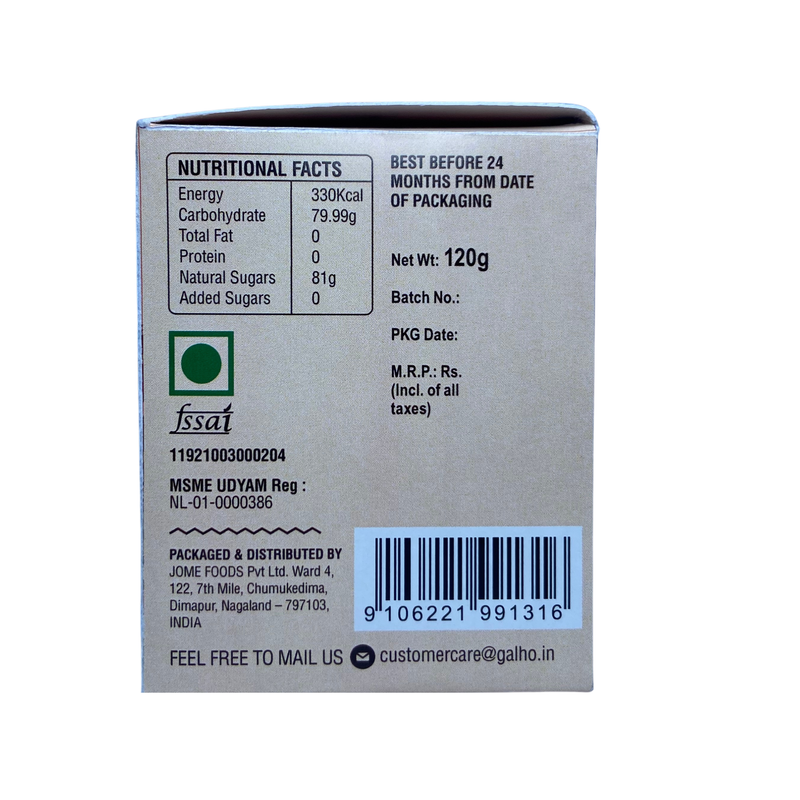 NUTRITIONAL FACTS
Energy 330Kcal
Carbohydrate 79.99g
Total Fat 0
Protein 0
Natural Sugars 81g
Added Sugars 0
fssai
11921003000204
MSME UDYAM Reg :
NL-01-0000386
PACKAGED & DISTRIBUTED BY
JOME FOODS Pvt Ltd. Ward 4,
122, 7th Mile, Chumukedima,
Dimapur, Nagaland – 797103,
INDIA
BEST BEFORE 24
MONTHS FROM DATE
OF PACKAGING
Net Wt: 120g
Batch No.:
PKG Date:
M.R.P.: Rs.
(Incl. of all
taxes)
9 106221 991316
FEEL FREE TO MAIL US customercare@galho.in